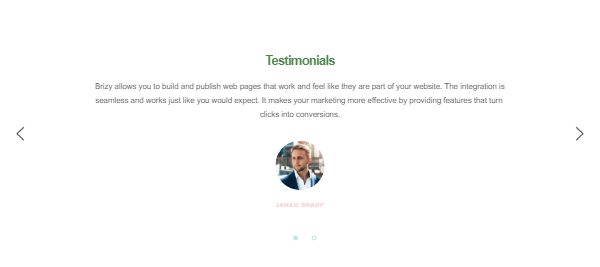 Testimonials
Brizy allows you to build and publish web pages that work and feel like they are part of your website. The integration is
seamless and works just like you would expect. It makes your marketing more effective by providing features that turn
clicks into conversions.